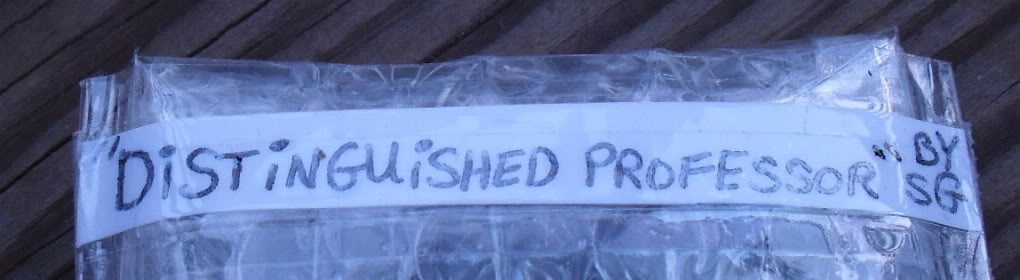 'DiSTiNGUiSHED PROFESSOR" BY
SG